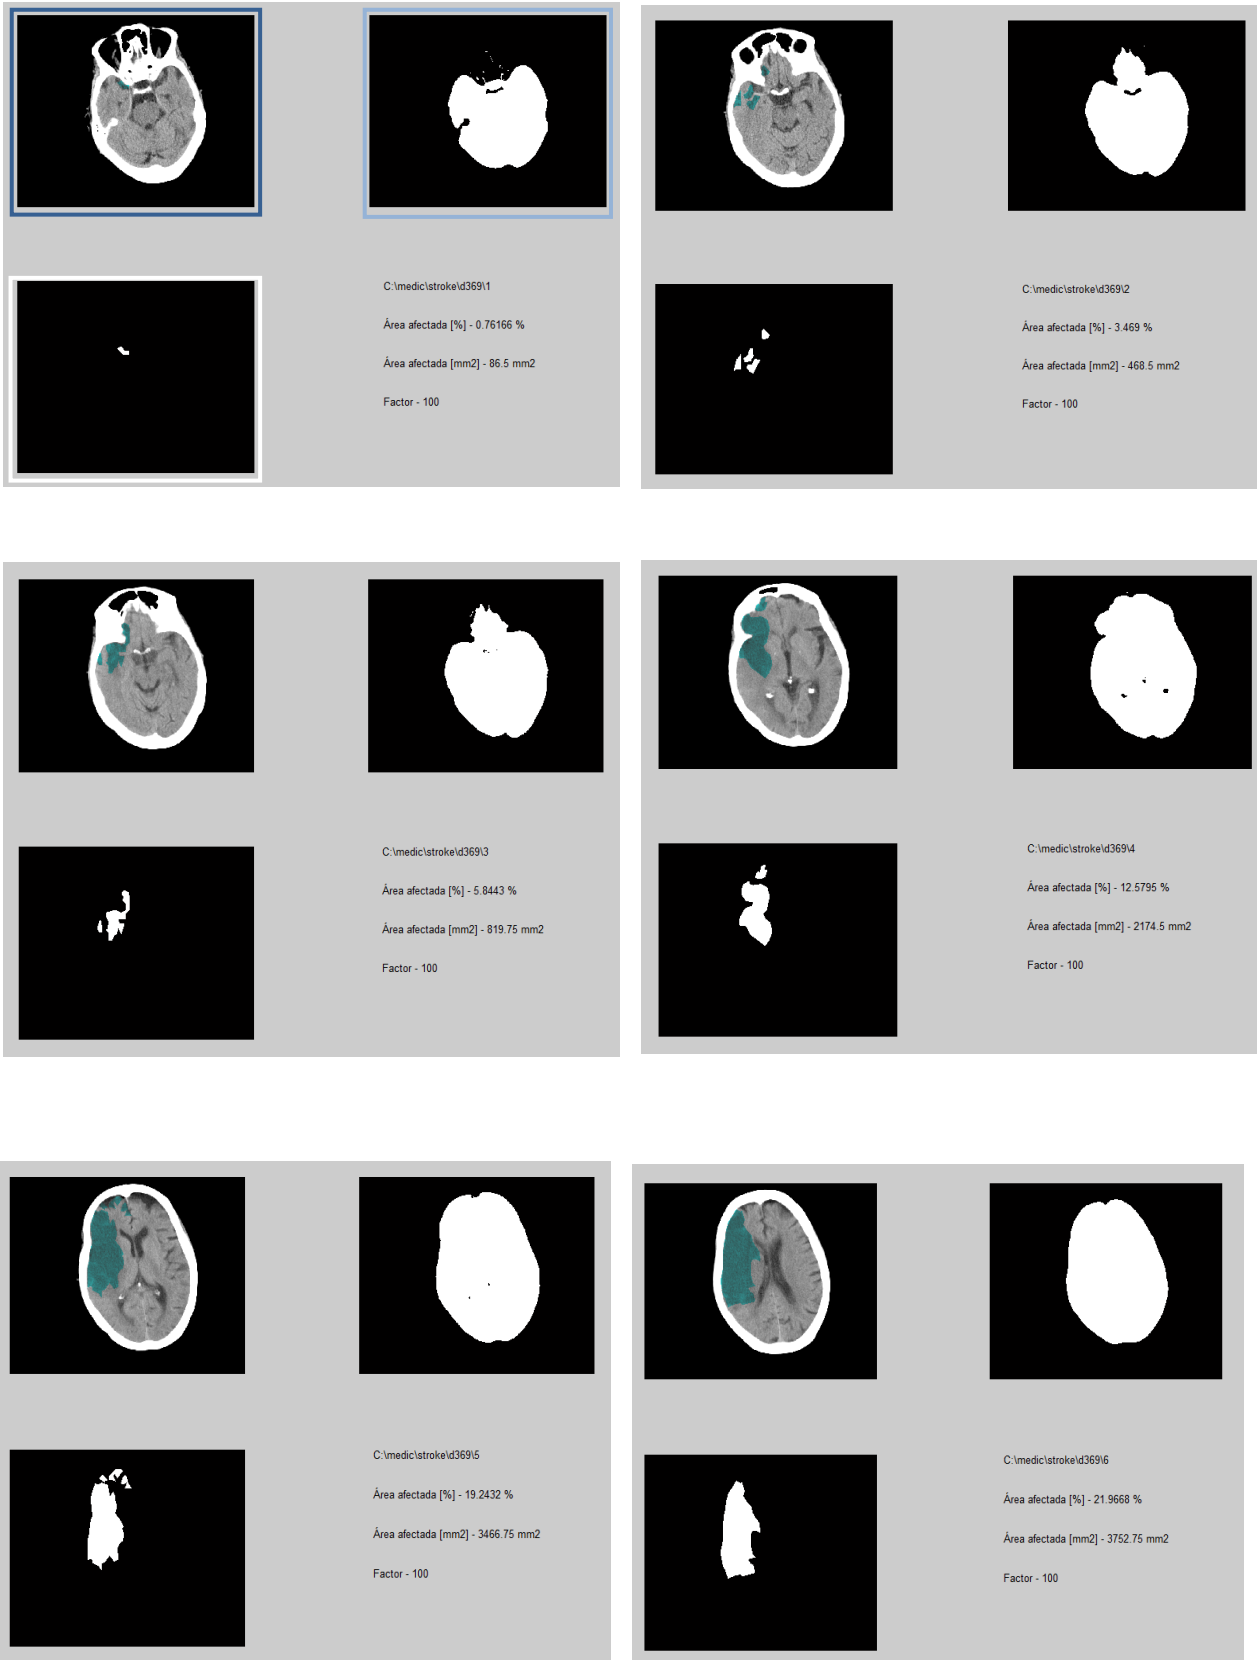 C:\medic\stroke\d369\1
Área afectada [%] - 0.76166 %
Área afectada [mm2] - 86.5 mm2
Factor - 100
C:\medic\stroke\d369\2
Área afectada [%] - 3.469 %
Área afectada [mm2] - 468.5 mm2
Factor - 100
C:\medic\stroke\d369\3
Área afectada [%] - 5.8443 %
Área afectada [mm2] - 819.75 mm2
Factor - 100
C:\medic\stroke\d369\4
Área afectada [%] - 12.5795 %
Área afectada [mm2] - 2174.5 mm2
Factor - 100
C:\medic\stroke\d369\5
Área afectada [%] - 19.2432 %
Área afectada [mm2] - 3466.75 mm2
Factor - 100
C:\medic\stroke\d369\6
Área afectada [%] - 21.9668 %
Área afectada [mm2] - 3752.75 mm2
Factor - 100